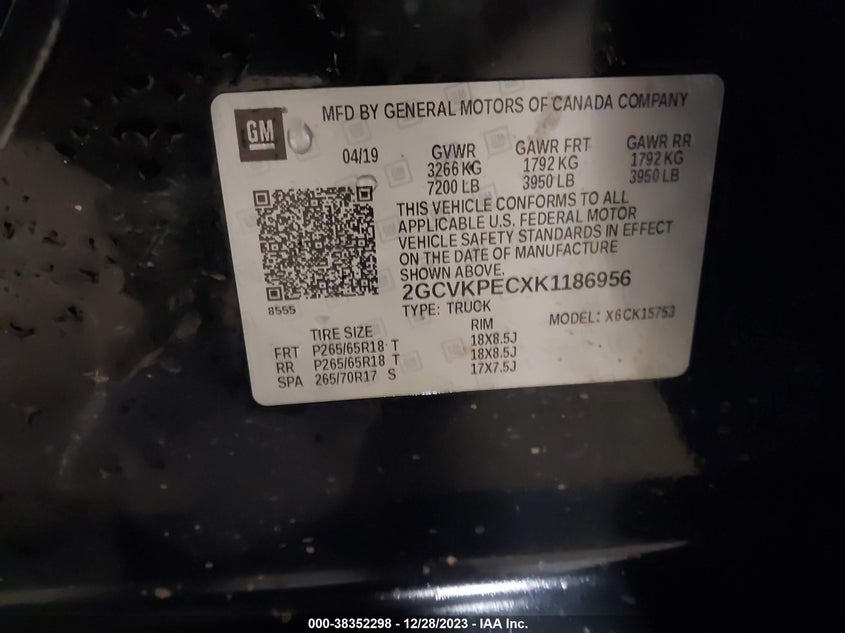 GM
MFD BY GENERAL MOTORS OF CANADA COMPANY
04/19
GVWR GAWR FRT GAWR RR
3266 KG 1792 KG 1792 KG
7200 LB 3950 LB 3950 LB
THIS VEHICLE CONFORMS TO ALL
APPLICABLE U.S. FEDERAL MOTOR
VEHICLE SAFETY STANDARDS IN EFFECT
ON THE DATE OF MANUFACTURE
SHOWN ABOVE.
2GCVKPECXK1186956
8555
TYPE: TRUCK MODEL: X6CK15753
TIRE SIZE RIM
FRT P265/65R18 T 18X8.5J
RR P265/65R18 T 18X8.5J
SPA 265/70R17 S 17X7.5J
000-38352298 - 12/28/2023 - IAA Inc.